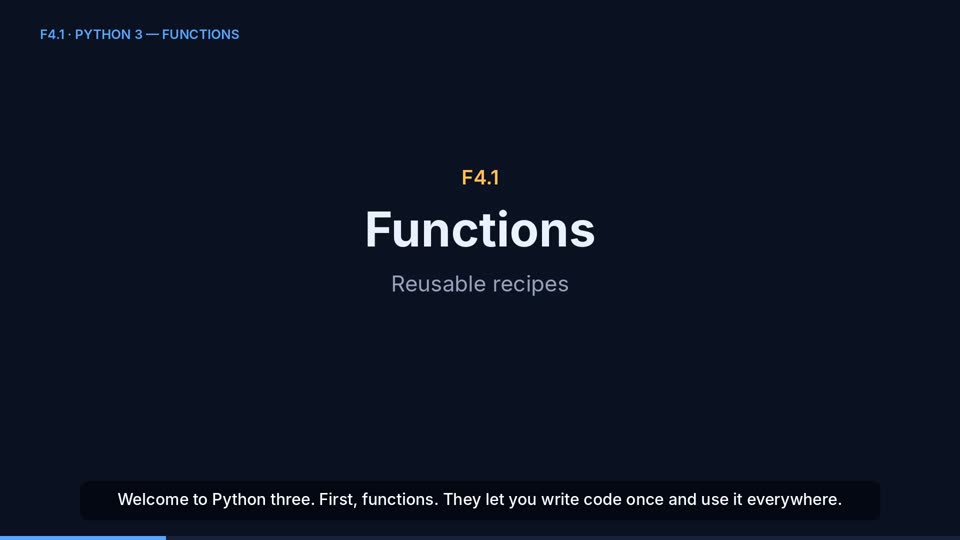 F4.1 · PYTHON 3 — FUNCTIONS
F4.1
Functions
Reusable recipes
Welcome to Python three. First, functions. They let you write code once and use it everywhere.